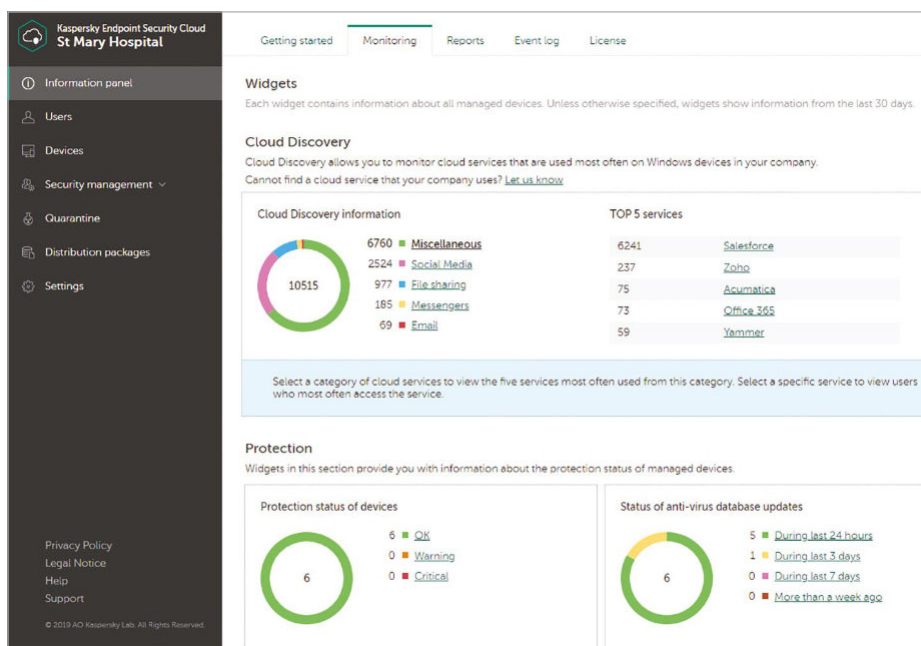 Kaspersky Endpoint Security Cloud
St Mary Hospital
Information panel
Users
Devices
Security management
Quarantine
Distribution packages
Settings
Privacy Policy
Legal Notice
Help
Support
© 2019 AO Kaspersky Lab. All Rights Reserved.
Getting started Monitoring Reports Event log License
Widgets
Each widget contains information about all managed devices. Unless otherwise specified, widgets show information from the last 30 days.
Cloud Discovery
Cloud Discovery allows you to monitor cloud services that are used most often on Windows devices in your company.
Cannot find a cloud service that your company uses? Let us know
Cloud Discovery information
10515
6760 Miscellaneous
2524 Social Media
977 File sharing
185 Messengers
69 Email
TOP 5 services
6241 Salesforce
237 Zoho
75 Acumatica
73 Office 365
59 Yammer
Select a category of cloud services to view the five services most often used from this category. Select a specific service to view users
who most often access the service.
Protection
Widgets in this section provide you with information about the protection status of managed devices.
Protection status of devices
6
6 OK
0 Warning
0 Critical
Status of anti-virus database updates
6
5 During last 24 hours
1 During last 3 days
0 During last 7 days
0 More than a week ago